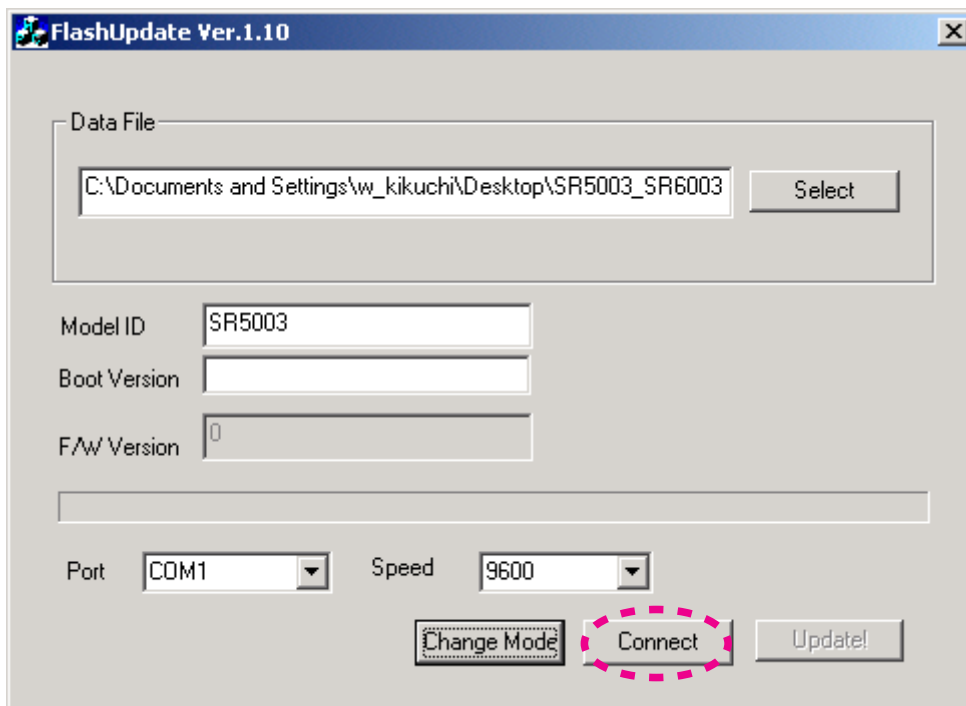 FlashUpdate Ver.1.10
Data File
C:\Documents and Settings\w_kikuchi\Desktop\SR5003_SR6003
Select
Model ID
SR5003
Boot Version
F/W Version
0
Port
COM1
Speed
9600
Change Mode
Connect
Update!